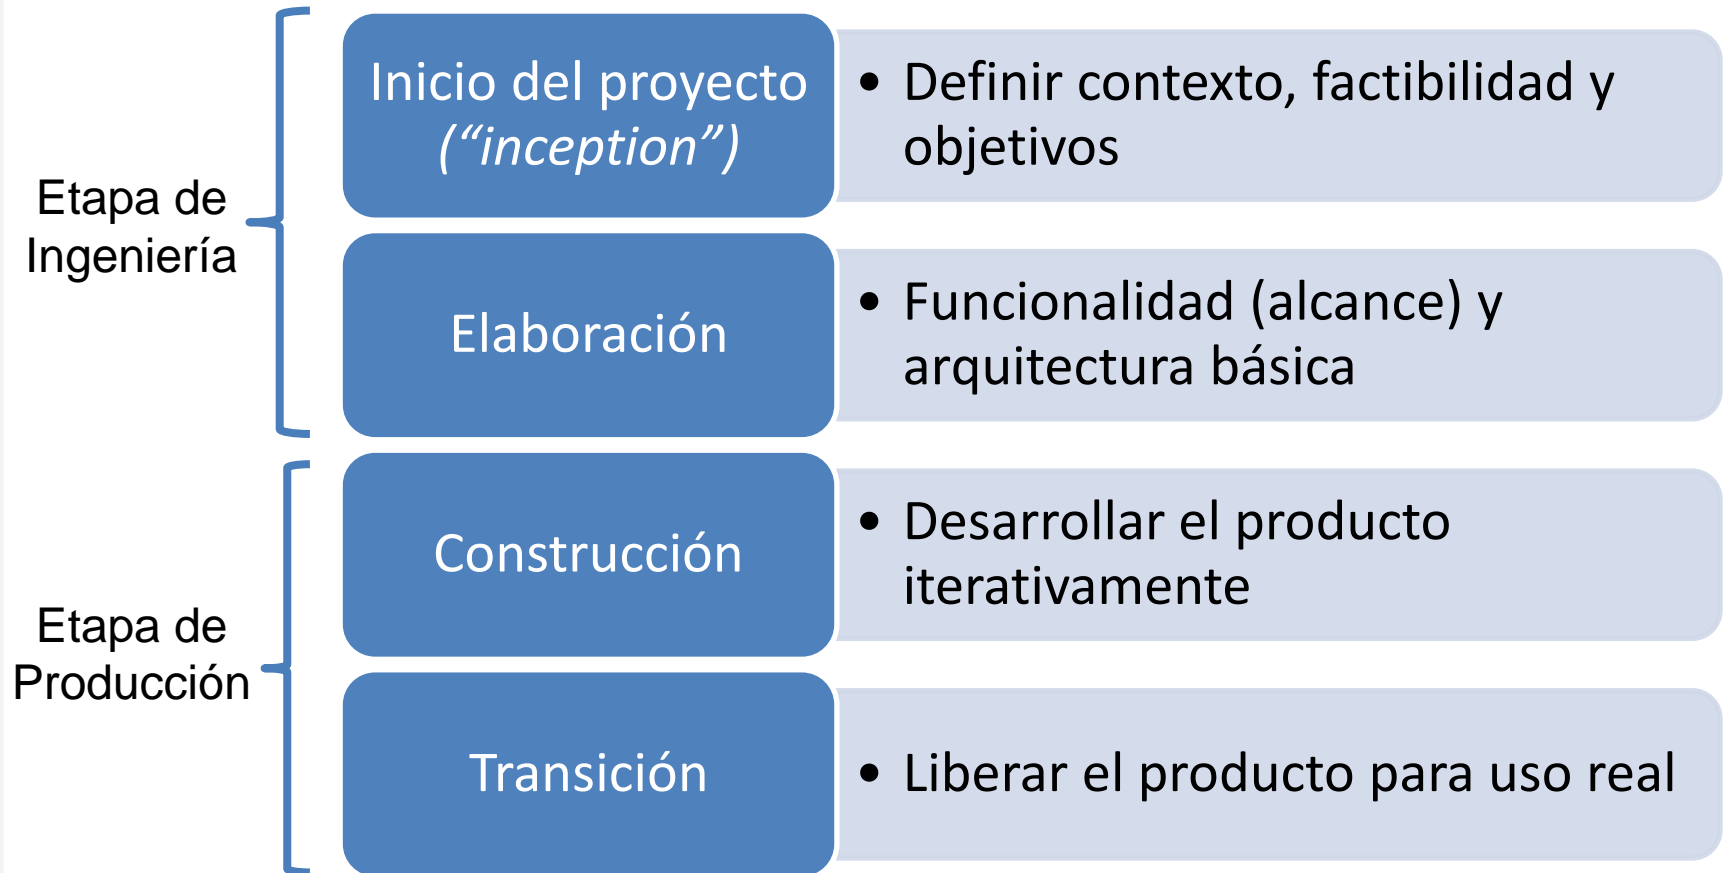 Etapa de
Ingeniería
Inicio del proyecto
(“inception”)
• Definir contexto, factibilidad y
objetivos
Elaboración
• Funcionalidad (alcance) y
arquitectura básica
Etapa de
Producción
Construcción
• Desarrollar el producto
iterativamente
Transición
• Liberar el producto para uso real